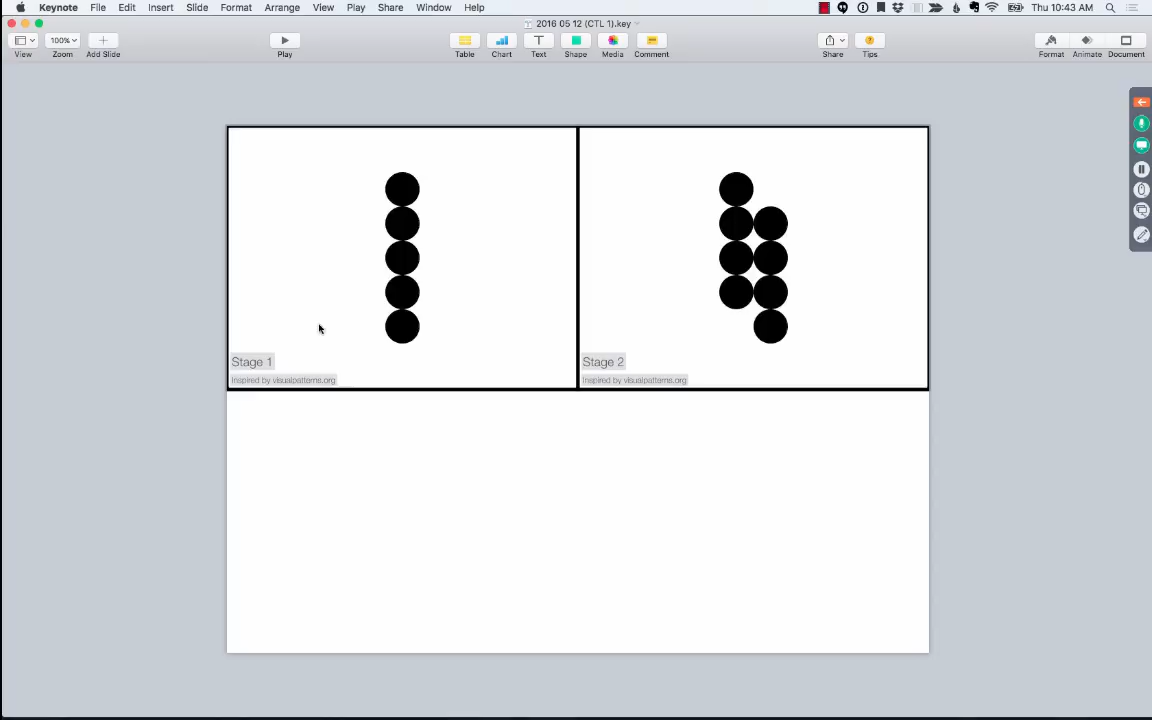 Keynote File Edit Insert Slide Format Arrange View Play Share Window Help Thu 10:43 AM
2016 05 12 (CTL 1).key
100%
View Zoom Add Slide Play Table Chart Text Shape Media Comment Share Tips Format Animate Document
Stage 1
Inspired by visualpatterns.org
Stage 2
Inspired by visualpatterns.org